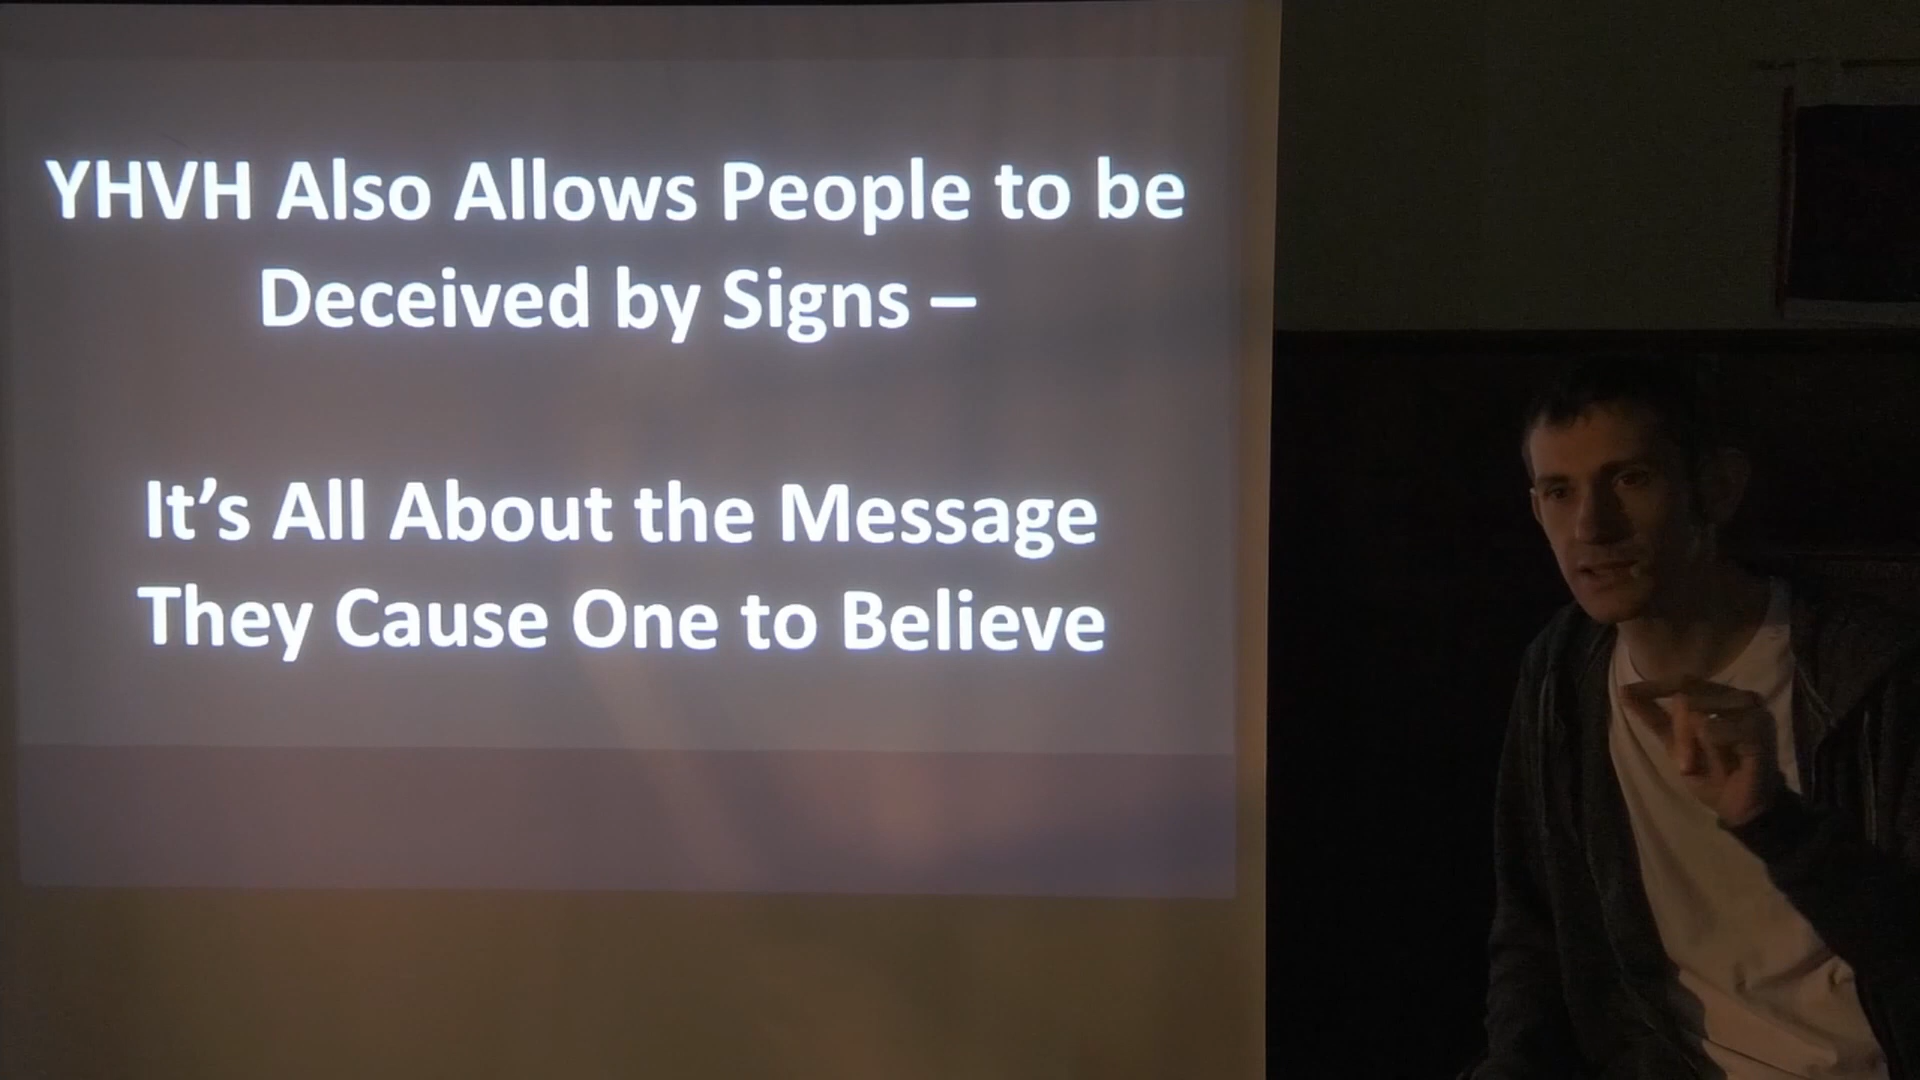 YHVH Also Allows People to be
Deceived by Signs –
It’s All About the Message
They Cause One to Believe